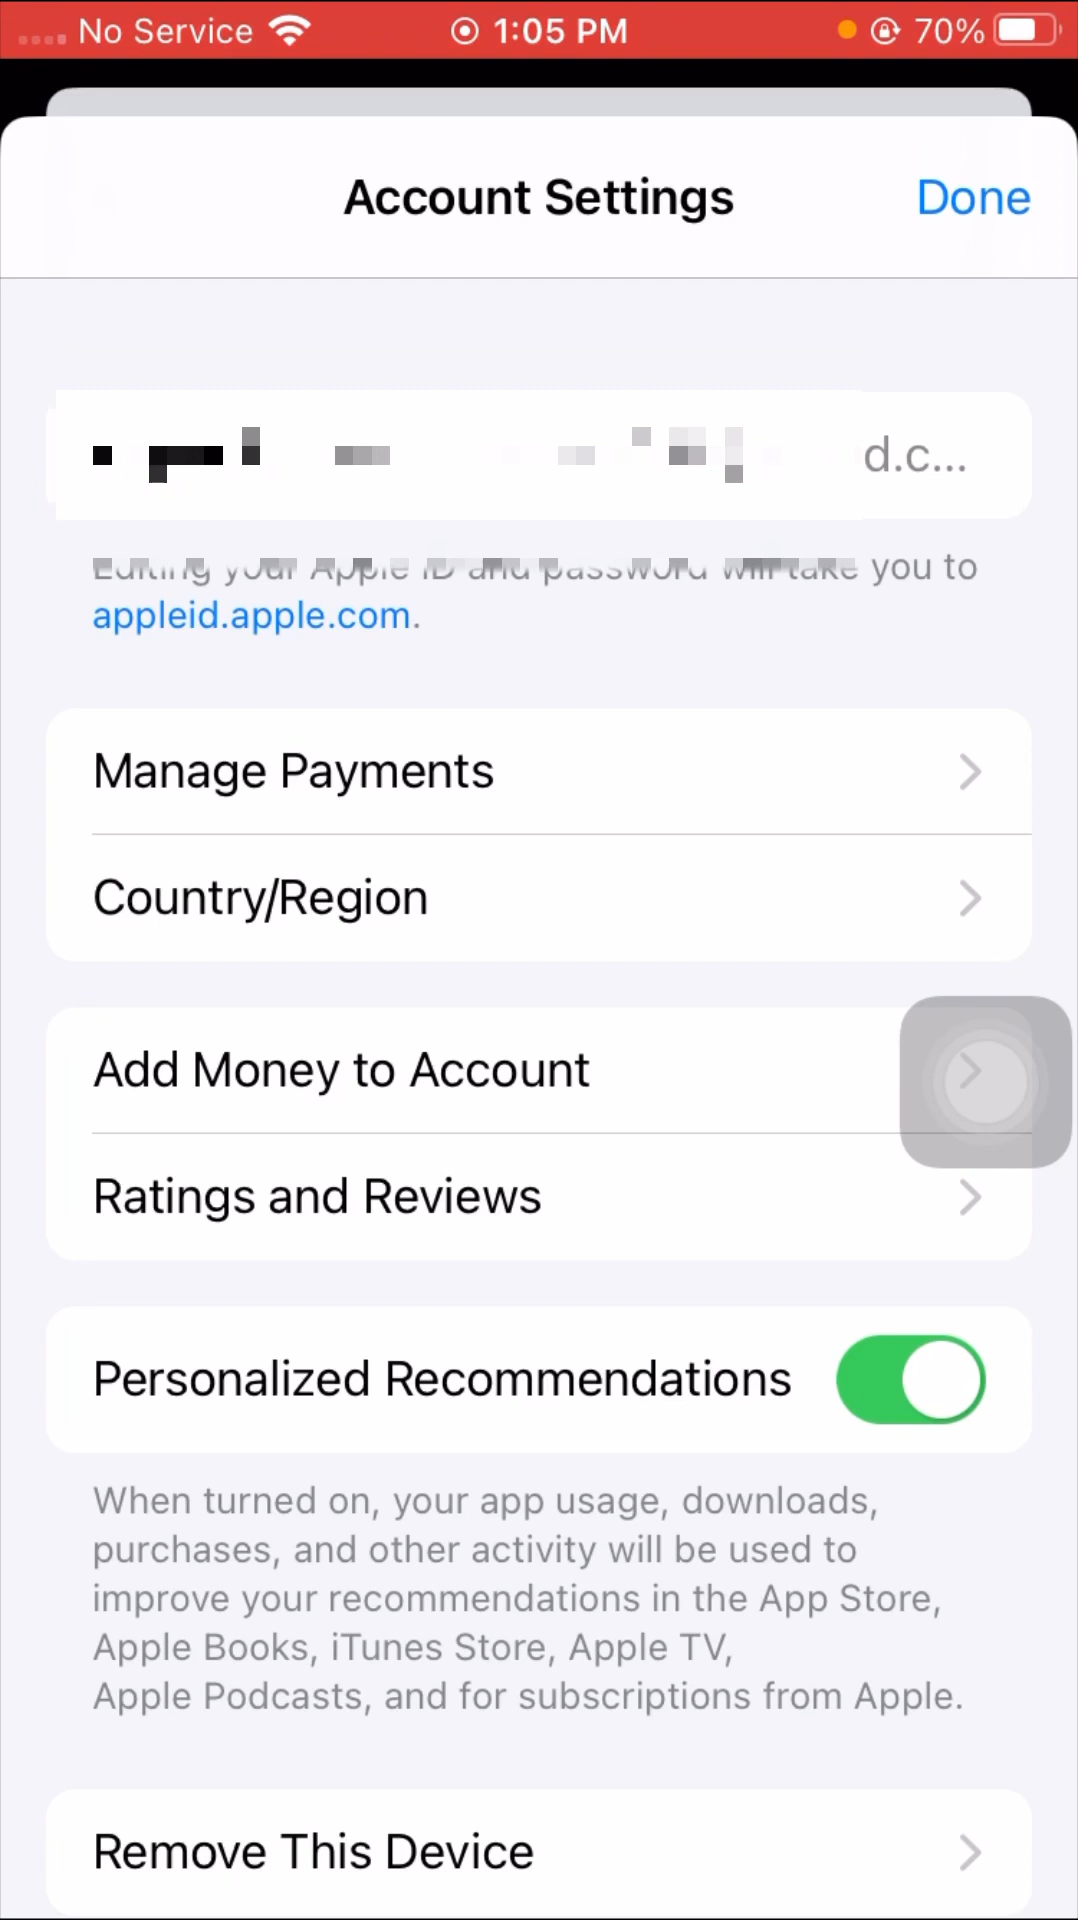 No Service 1:05 PM 70%
Account Settings Done
d.c...
Editing your Apple ID and password will take you to
appleid.apple.com.
Manage Payments
Country/Region
Add Money to Account
Ratings and Reviews
Personalized Recommendations
When turned on, your app usage, downloads,
purchases, and other activity will be used to
improve your recommendations in the App Store,
Apple Books, iTunes Store, Apple TV,
Apple Podcasts, and for subscriptions from Apple.
Remove This Device